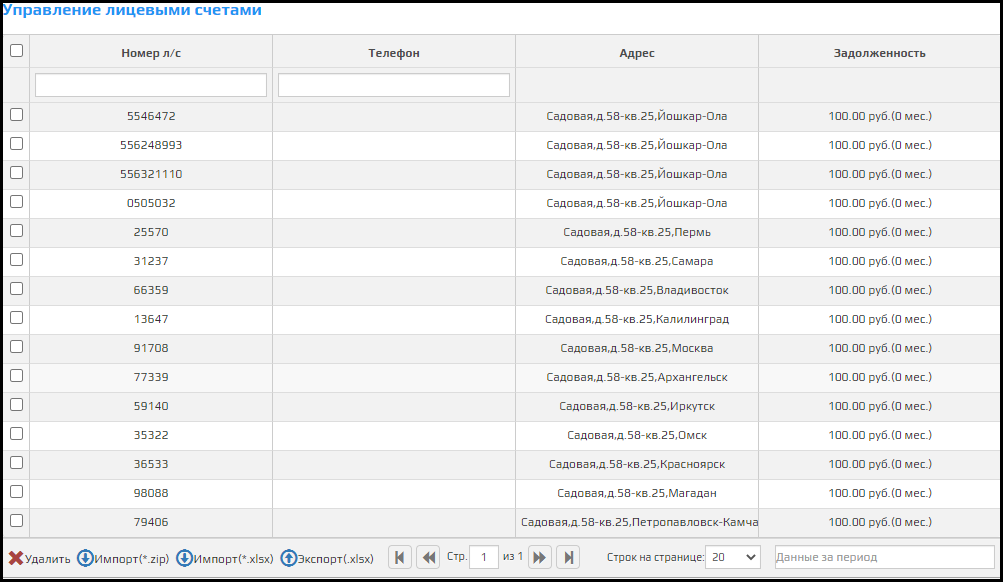 Управление лицевыми счетами
Номер л/с Телефон Адрес Задолженность
5546472 Садовая,д.58-кв.25,Йошкар-Ола 100.00 руб.(0 мес.)
556248993 Садовая,д.58-кв.25,Йошкар-Ола 100.00 руб.(0 мес.)
556321110 Садовая,д.58-кв.25,Йошкар-Ола 100.00 руб.(0 мес.)
0505032 Садовая,д.58-кв.25,Йошкар-Ола 100.00 руб.(0 мес.)
25570 Садовая,д.58-кв.25,Пермь 100.00 руб.(0 мес.)
31237 Садовая,д.58-кв.25,Самара 100.00 руб.(0 мес.)
66359 Садовая,д.58-кв.25,Владивосток 100.00 руб.(0 мес.)
13647 Садовая,д.58-кв.25,Калилинград 100.00 руб.(0 мес.)
91708 Садовая,д.58-кв.25,Москва 100.00 руб.(0 мес.)
77339 Садовая,д.58-кв.25,Архангельск 100.00 руб.(0 мес.)
59140 Садовая,д.58-кв.25,Иркутск 100.00 руб.(0 мес.)
35322 Садовая,д.58-кв.25,Омск 100.00 руб.(0 мес.)
36533 Садовая,д.58-кв.25,Красноярск 100.00 руб.(0 мес.)
98088 Садовая,д.58-кв.25,Магадан 100.00 руб.(0 мес.)
79406 Садовая,д.58-кв.25,Петропавловск-Камча 100.00 руб.(0 мес.)
Удалить Импорт(*.zip) Импорт(*.xlsx) Экспорт(.xlsx) Стр. 1 из 1 Строк на странице: 20 Данные за период